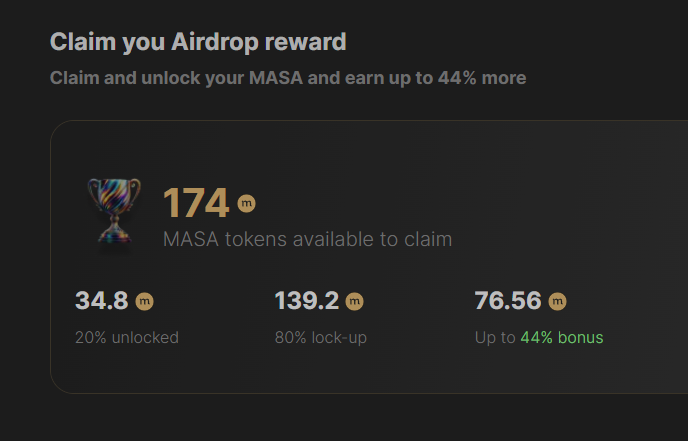 Claim you Airdrop reward
Claim and unlock your MASA and earn up to 44% more
174 m
MASA tokens available to claim
34.8 m 139.2 m 76.56 m
20% unlocked 80% lock-up Up to 44% bonus